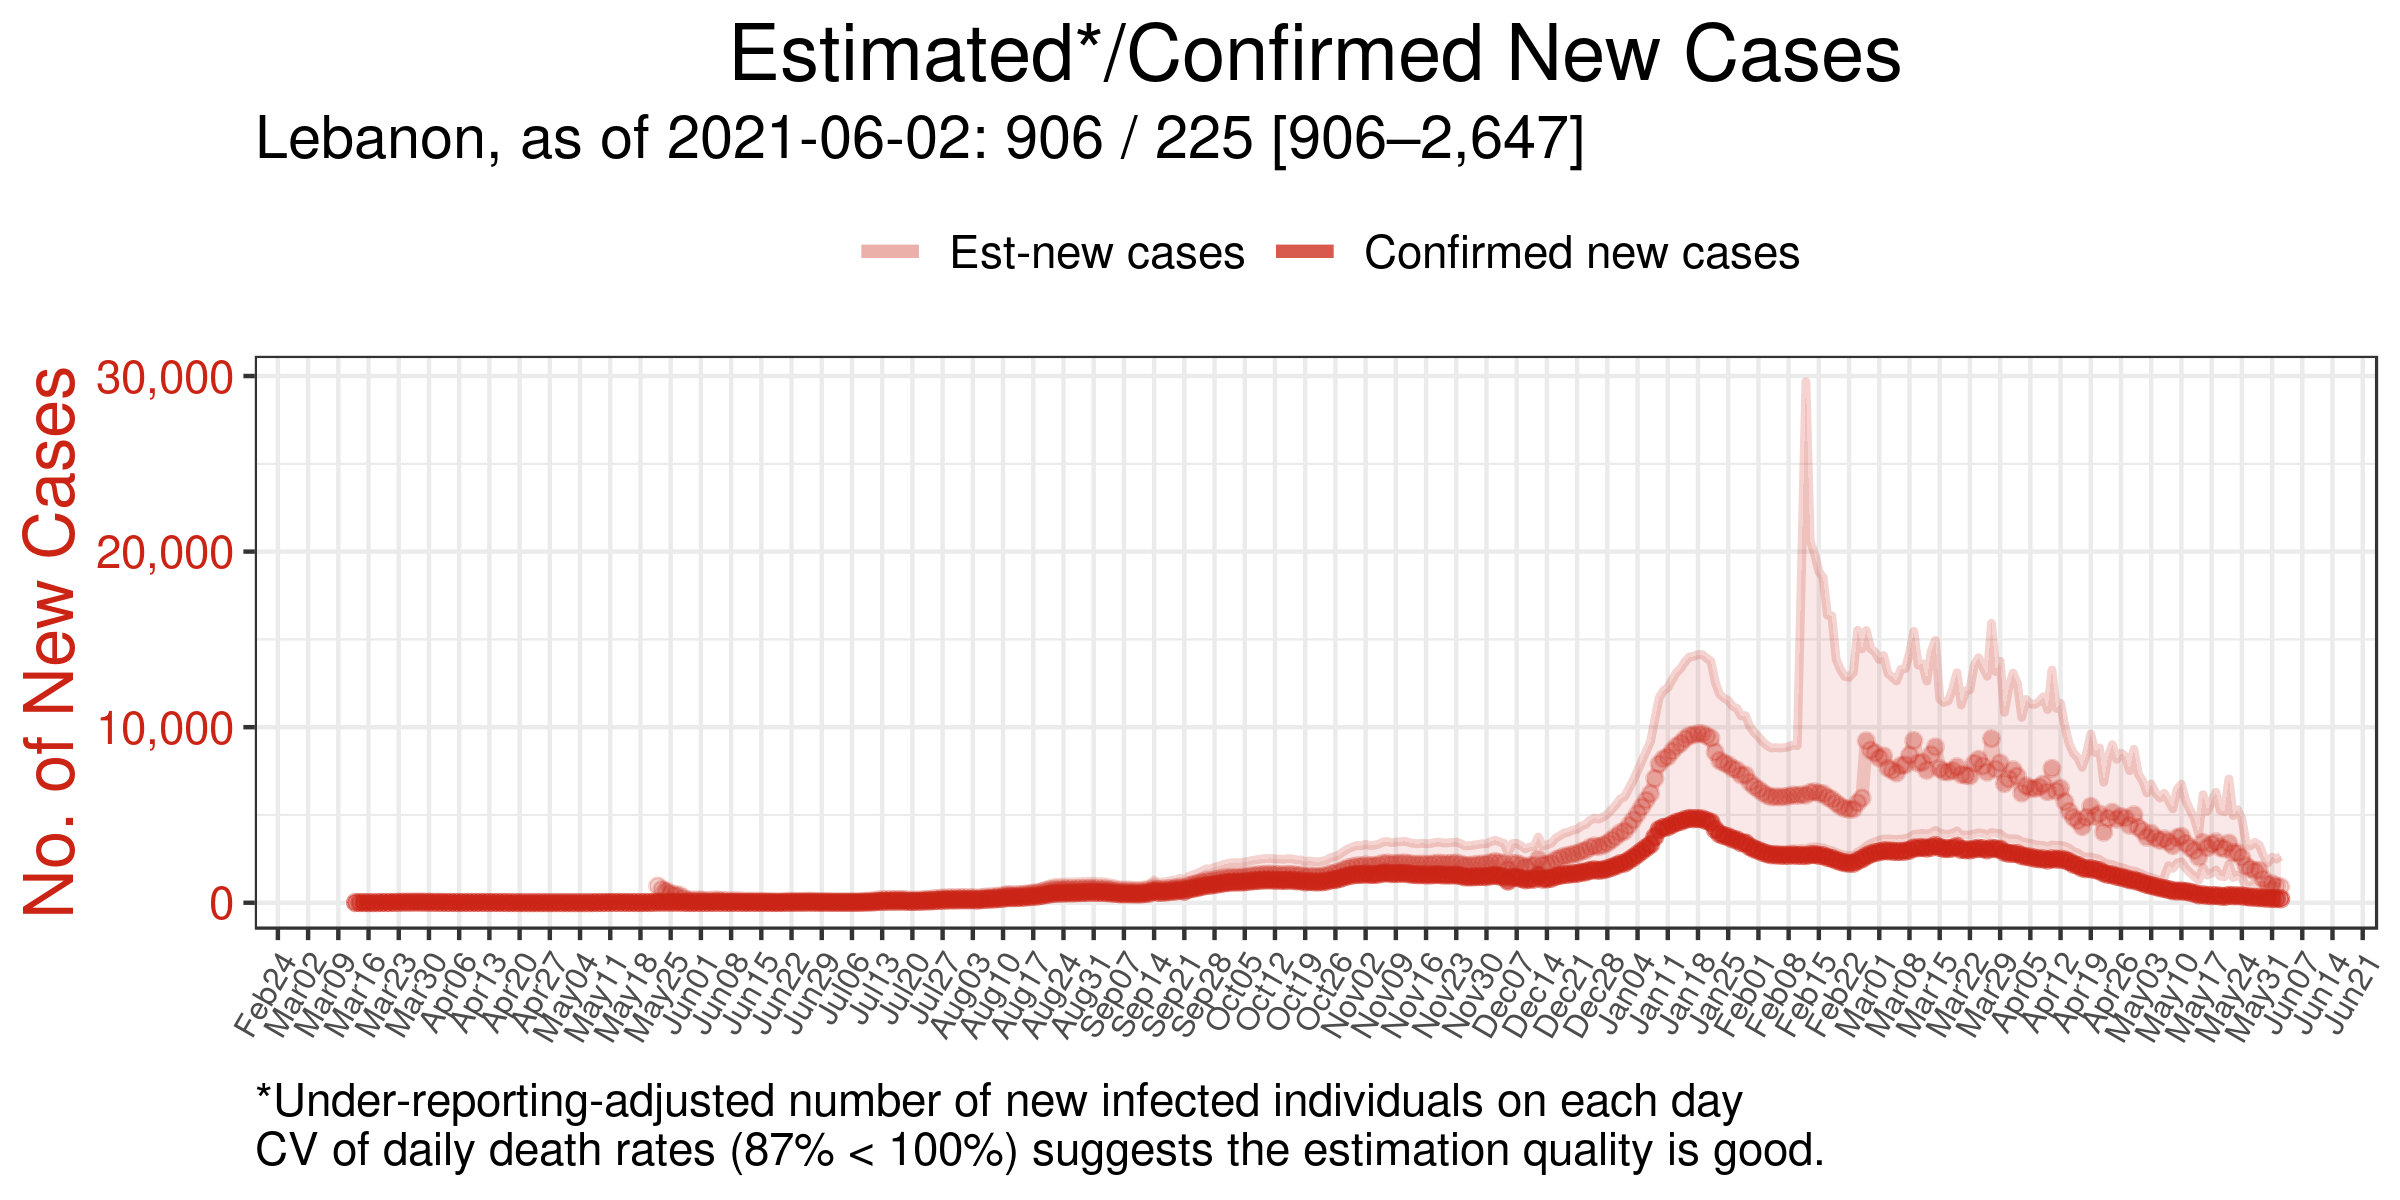 Estimated*/Confirmed New Cases
Lebanon, as of 2021-06-02: 906 / 225 [906–2,647]
Est-new cases Confirmed new cases
No. of New Cases
30,000
20,000
10,000
0
Feb24 Mar02 Mar09 Mar16 Mar23 Mar30 Apr06 Apr13 Apr20 Apr27 May04 May11 May18 May25 Jun01 Jun08 Jun15 Jun22 Jun29 Jul06 Jul13 Jul20 Jul27 Aug03 Aug10 Aug17 Aug24 Aug31 Sep07 Sep14 Sep21 Sep28 Oct05 Oct12 Oct19 Oct26 Nov02 Nov09 Nov16 Nov23 Nov30 Dec07 Dec14 Dec21 Dec28 Jan04 Jan11 Jan18 Jan25 Feb01 Feb08 Feb15 Feb22 Mar01 Mar08 Mar15 Mar22 Mar29 Apr05 Apr12 Apr19 Apr26 May03 May10 May17 May24 May31 Jun07 Jun14 Jun21
*Under-reporting-adjusted number of new infected individuals on each day
CV of daily death rates (87% < 100%) suggests the estimation quality is good.